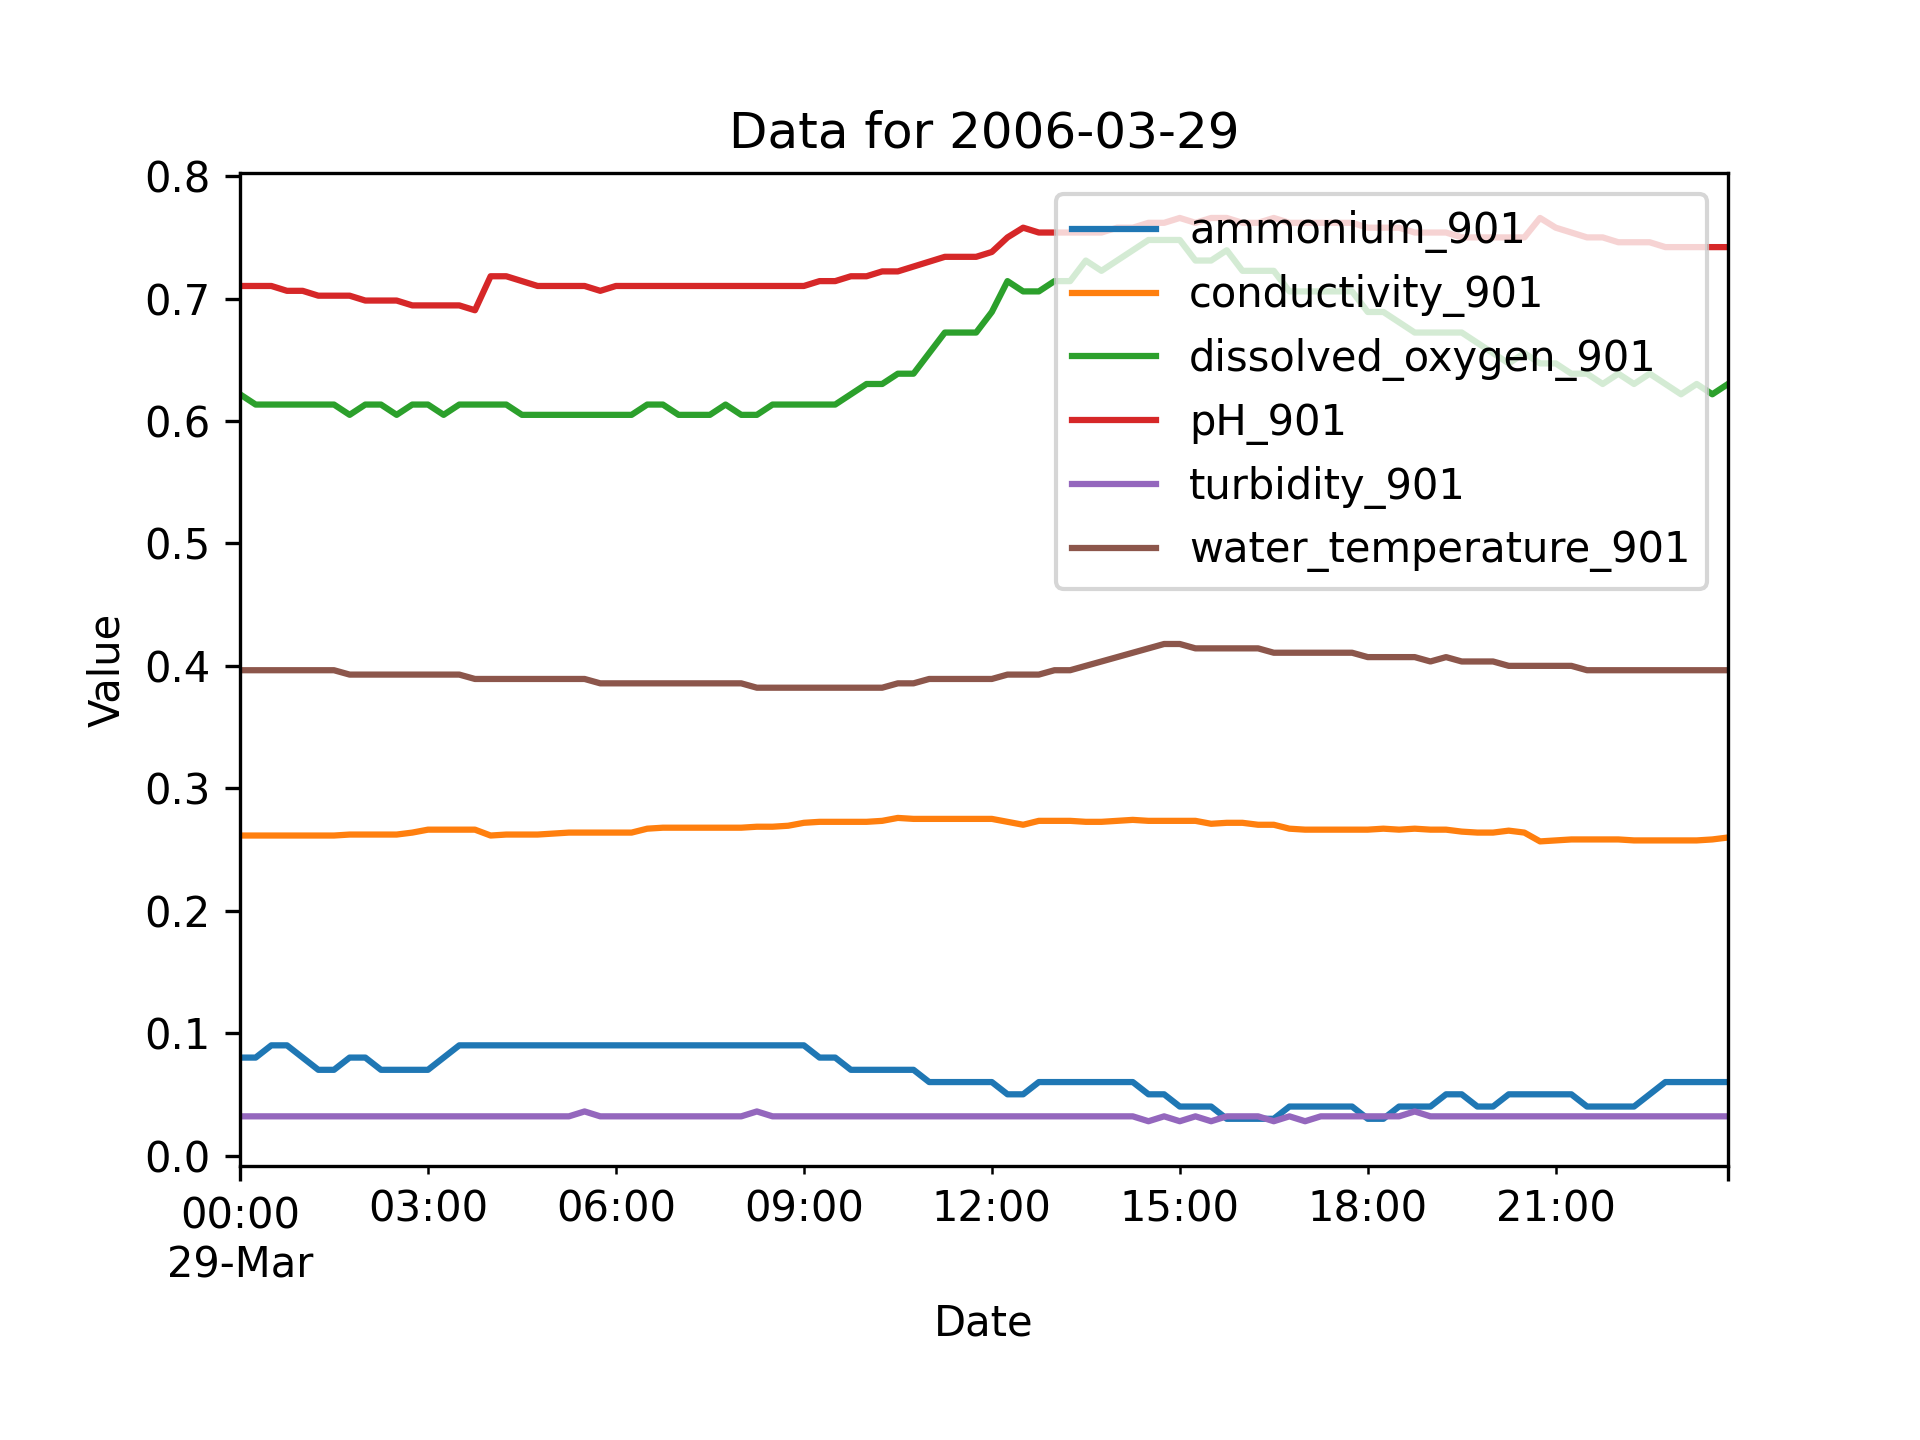 Data for 2006-03-29
0.8
0.7
0.6
0.5
0.4
0.3
0.2
0.1
0.0
Value
ammonium_901
conductivity_901
dissolved_oxygen_901
pH_901
turbidity_901
water_temperature_901
00:00 03:00 06:00 09:00 12:00 15:00 18:00 21:00
29-Mar
Date